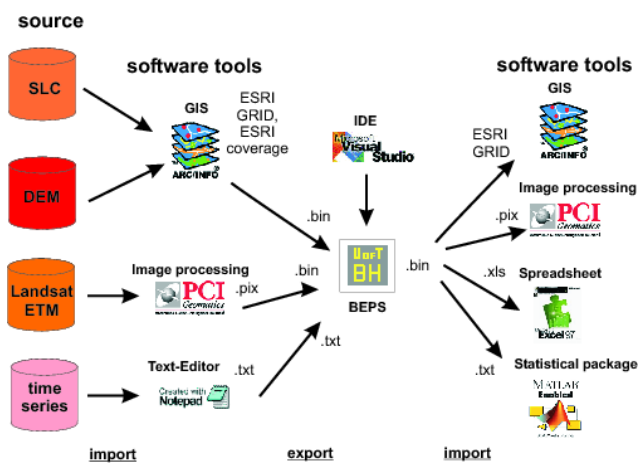 source
software tools
software tools
SLC
GIS
ESRI
GRID,
ESRI
coverage
ARC/INFO
IDE
Microsoft
Visual
Studio
GIS
ESRI
GRID
ARC/INFO
DEM
.bin
Image processing
.pix
PCI
Geomatics
UofT
BH
BEPS
.bin
Landsat
ETM
Image processing
PCI
Geomatics
.pix
.bin
.xls
Spreadsheet
Excel 97
time
series
Text-Editor
Created with
Notepad
.txt
.txt
.txt
Statistical package
MATLAB
Enabled
import
export
import